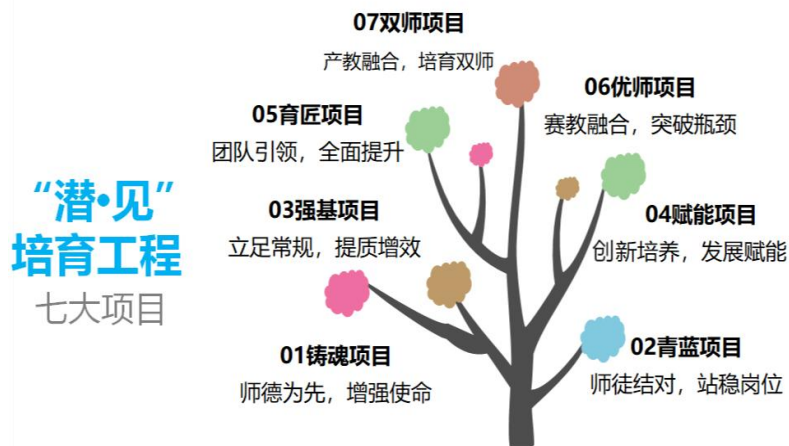 “潜•见”
培育工程
七大项目
07双师项目
产教融合，培育双师
06优师项目
赛教融合，突破瓶颈
05育匠项目
团队引领，全面提升
04赋能项目
创新培养，发展赋能
03强基项目
立足常规，提质增效
02青蓝项目
师徒结对，站稳岗位
01铸魂项目
师德为先，增强使命